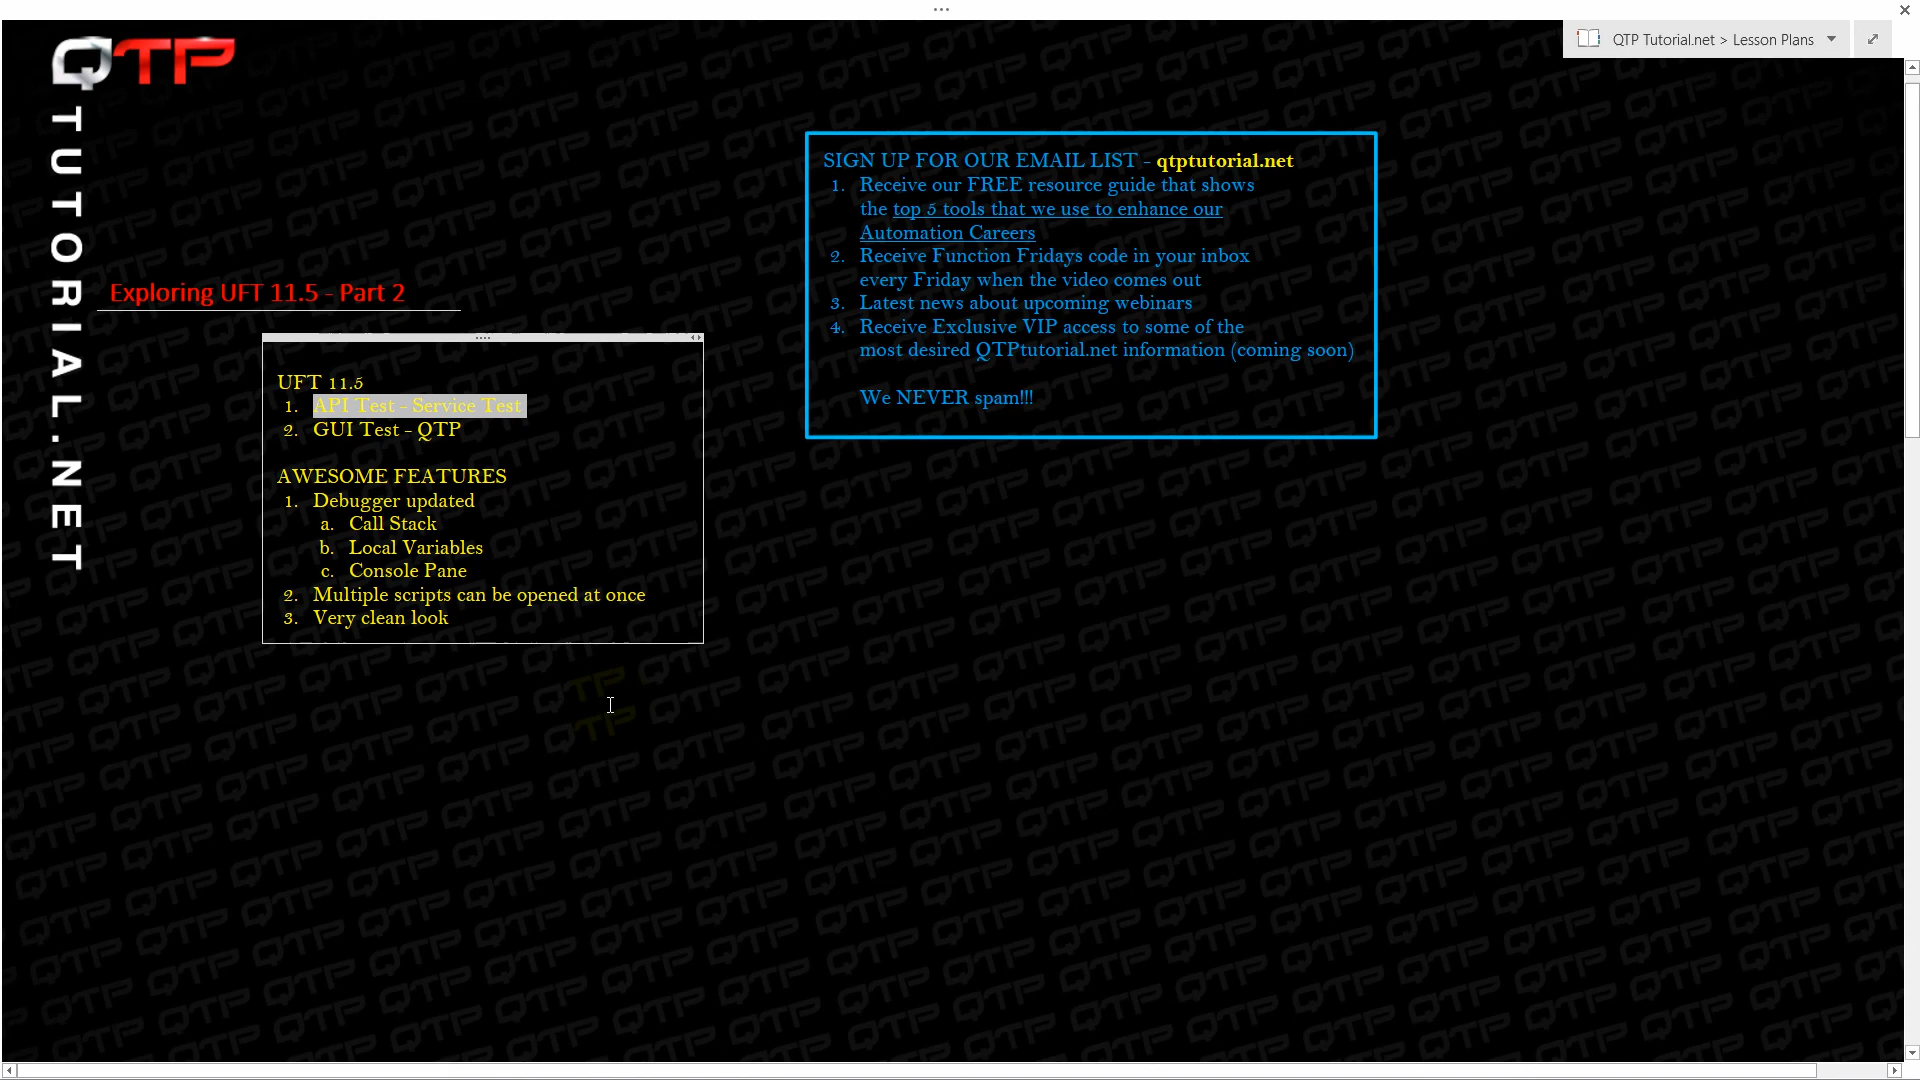 QTP Tutorial.net > Lesson Plans
QTP
TUTORIAL.NET
SIGN UP FOR OUR EMAIL LIST - qtptutorial.net
1. Receive our FREE resource guide that shows
the top 5 tools that we use to enhance our
Automation Careers
2. Receive Function Fridays code in your inbox
every Friday when the video comes out
3. Latest news about upcoming webinars
4. Receive Exclusive VIP access to some of the
most desired QTPtutorial.net information (coming soon)
We NEVER spam!!!
Exploring UFT 11.5 - Part 2
UFT 11.5
1. API Test - Service Test
2. GUI Test - QTP
AWESOME FEATURES
1. Debugger updated
a. Call Stack
b. Local Variables
c. Console Pane
2. Multiple scripts can be opened at once
3. Very clean look